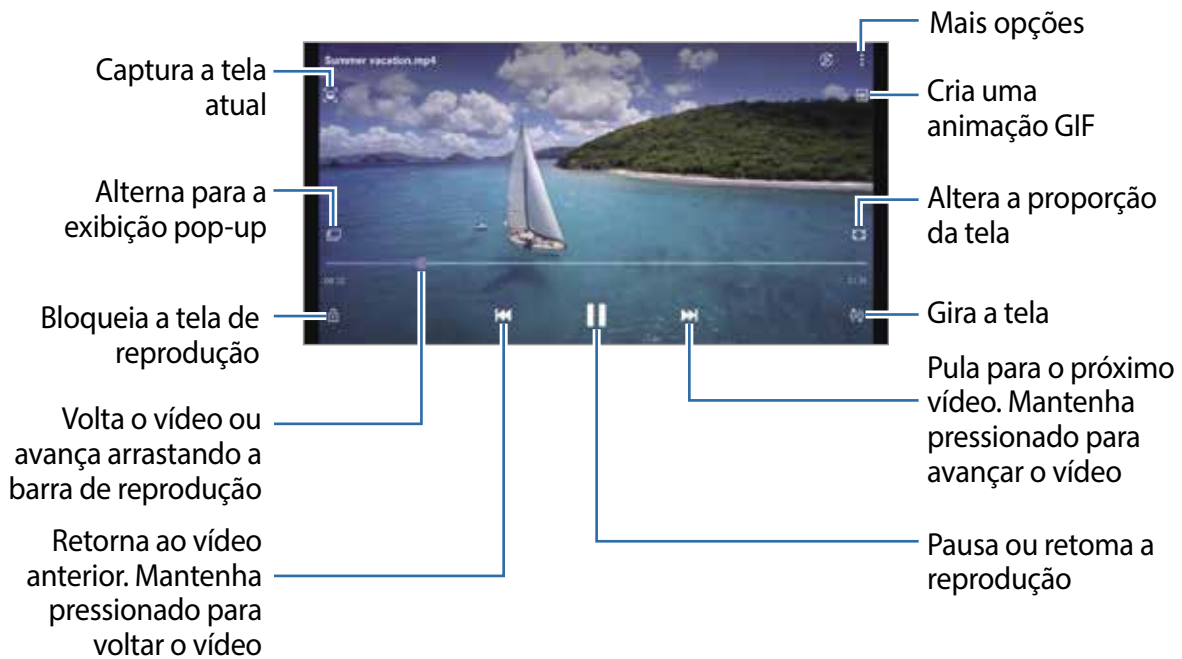 Mais opções
Captura a tela
atual
Summer vacation.mp4
Cria uma
animação GIF
Alterna para a
exibição pop-up
Altera a proporção
da tela
Bloqueia a tela de
reprodução
Gira a tela
Volta o vídeo ou
avança arrastando a
barra de reprodução
Pula para o próximo
vídeo. Mantenha
pressionado para
avançar o vídeo
Retorna ao vídeo
anterior. Mantenha
pressionado para
voltar o vídeo
Pausa ou retoma a
reprodução